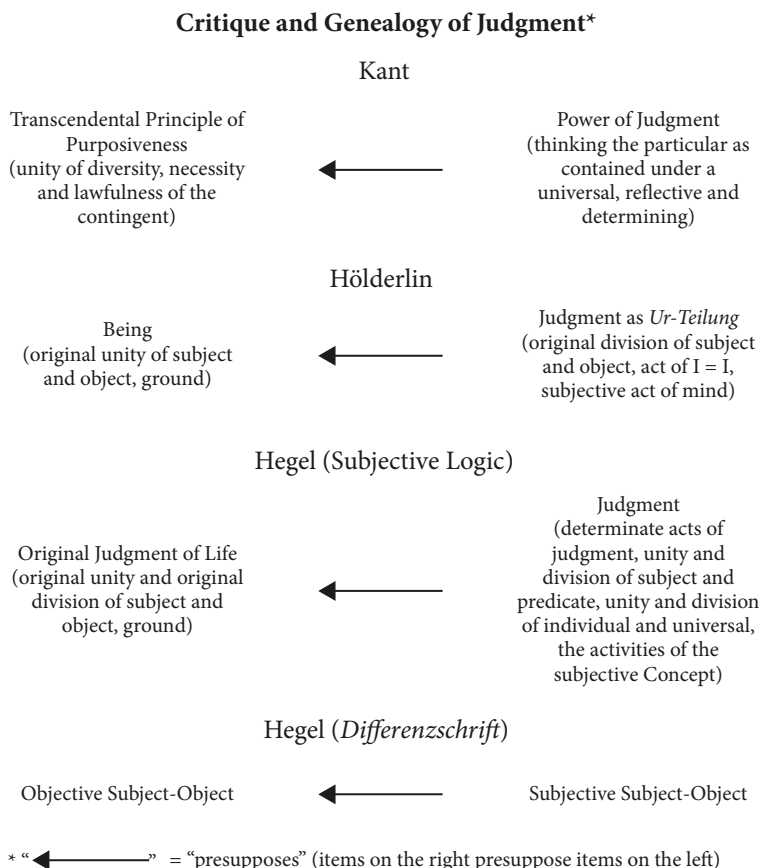 Critique and Genealogy of Judgment*
Kant
Transcendental Principle of
Purposiveness
(unity of diversity, necessity
and lawfulness of the
contingent)
Power of Judgment
(thinking the particular as
contained under a
universal, reflective and
determining)
Hölderlin
Being
(original unity of subject
and object, ground)
Judgment as Ur-Teilung
(original division of subject
and object, act of I = I,
subjective act of mind)
Hegel (Subjective Logic)
Original Judgment of Life
(original unity and original
division of subject and
object, ground)
Judgment
(determinate acts of
judgment, unity and
division of subject and
predicate, unity and division
of individual and universal,
the activities of the
subjective Concept)
Hegel (Differenzschrift)
Objective Subject-Object
Subjective Subject-Object
* “ ” = “presupposes” (items on the right presuppose items on the left)